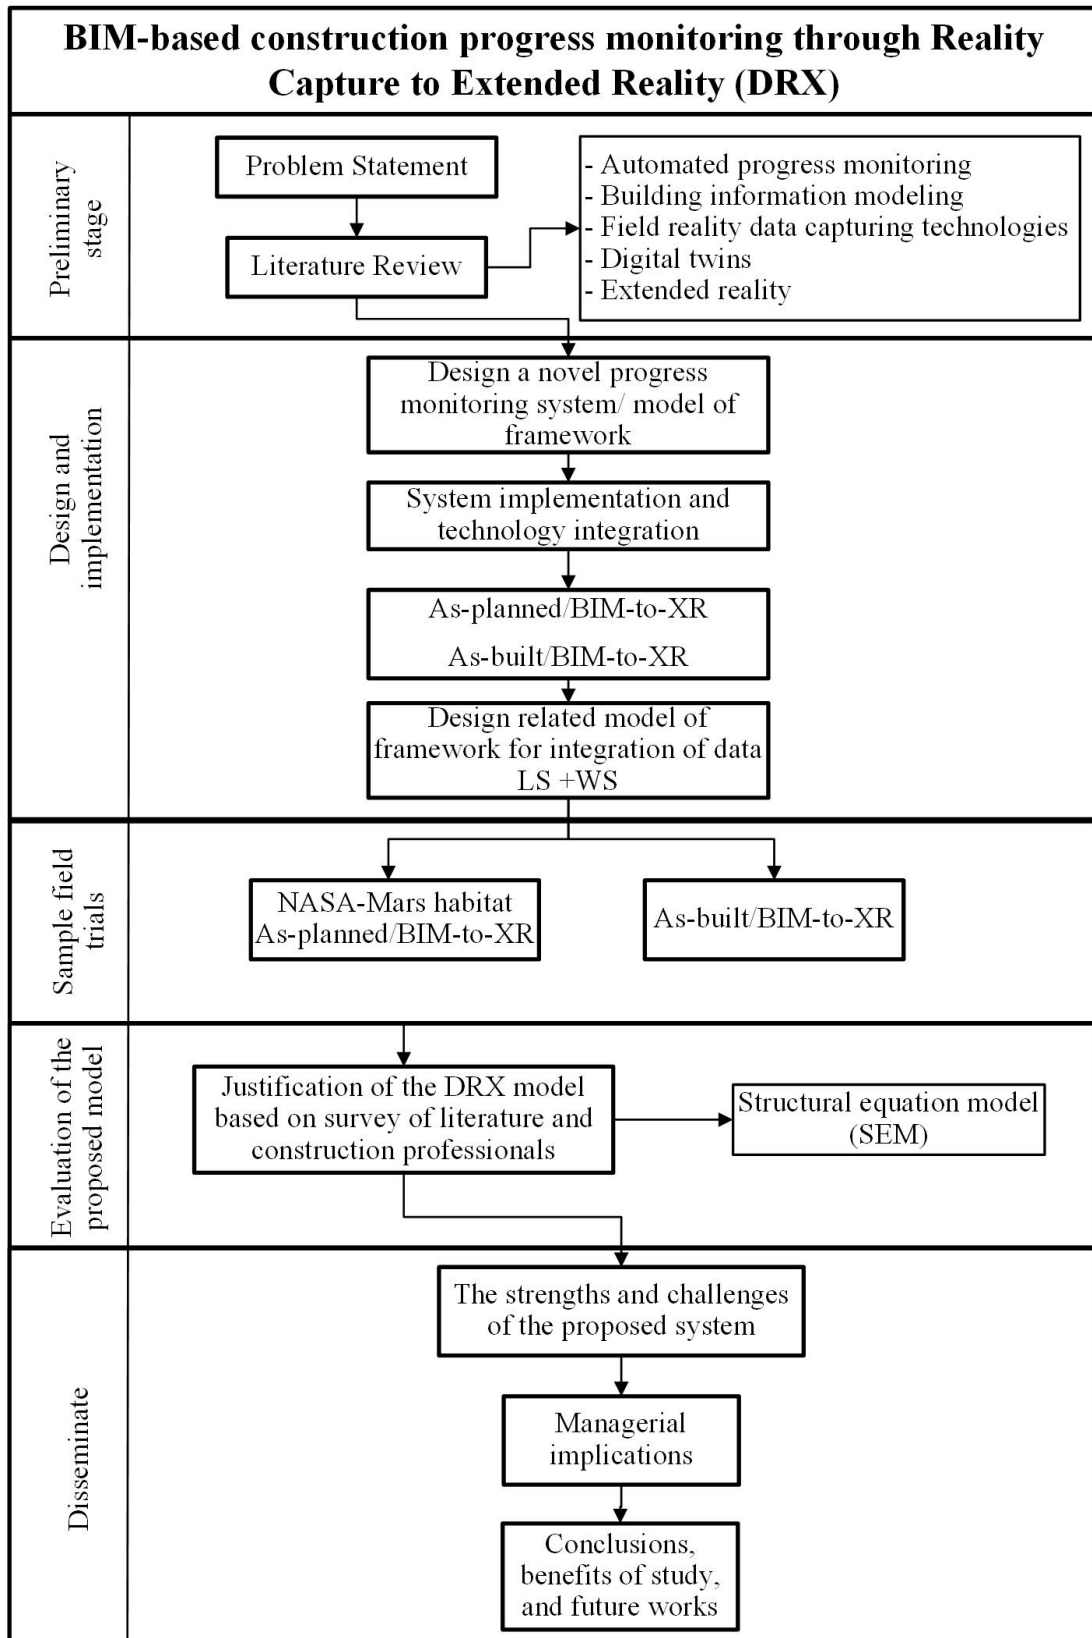 BIM-based construction progress monitoring through Reality
Capture to Extended Reality (DRX)
Preliminary
stage
Problem Statement
Literature Review
- Automated progress monitoring
- Building information modeling
- Field reality data capturing technologies
- Digital twins
- Extended reality
Design and
implementation
Design a novel progress
monitoring system/ model of
framework
System implementation and
technology integration
As-planned/BIM-to-XR
As-built/BIM-to-XR
Design related model of
framework for integration of data
LS +WS
Sample field
trials
NASA-Mars habitat
As-planned/BIM-to-XR
As-built/BIM-to-XR
Evaluation of the
proposed model
Justification of the DRX model
based on survey of literature and
construction professionals
Structural equation model
(SEM)
Disseminate
The strengths and challenges
of the proposed system
Managerial
implications
Conclusions,
benefits of study,
and future works